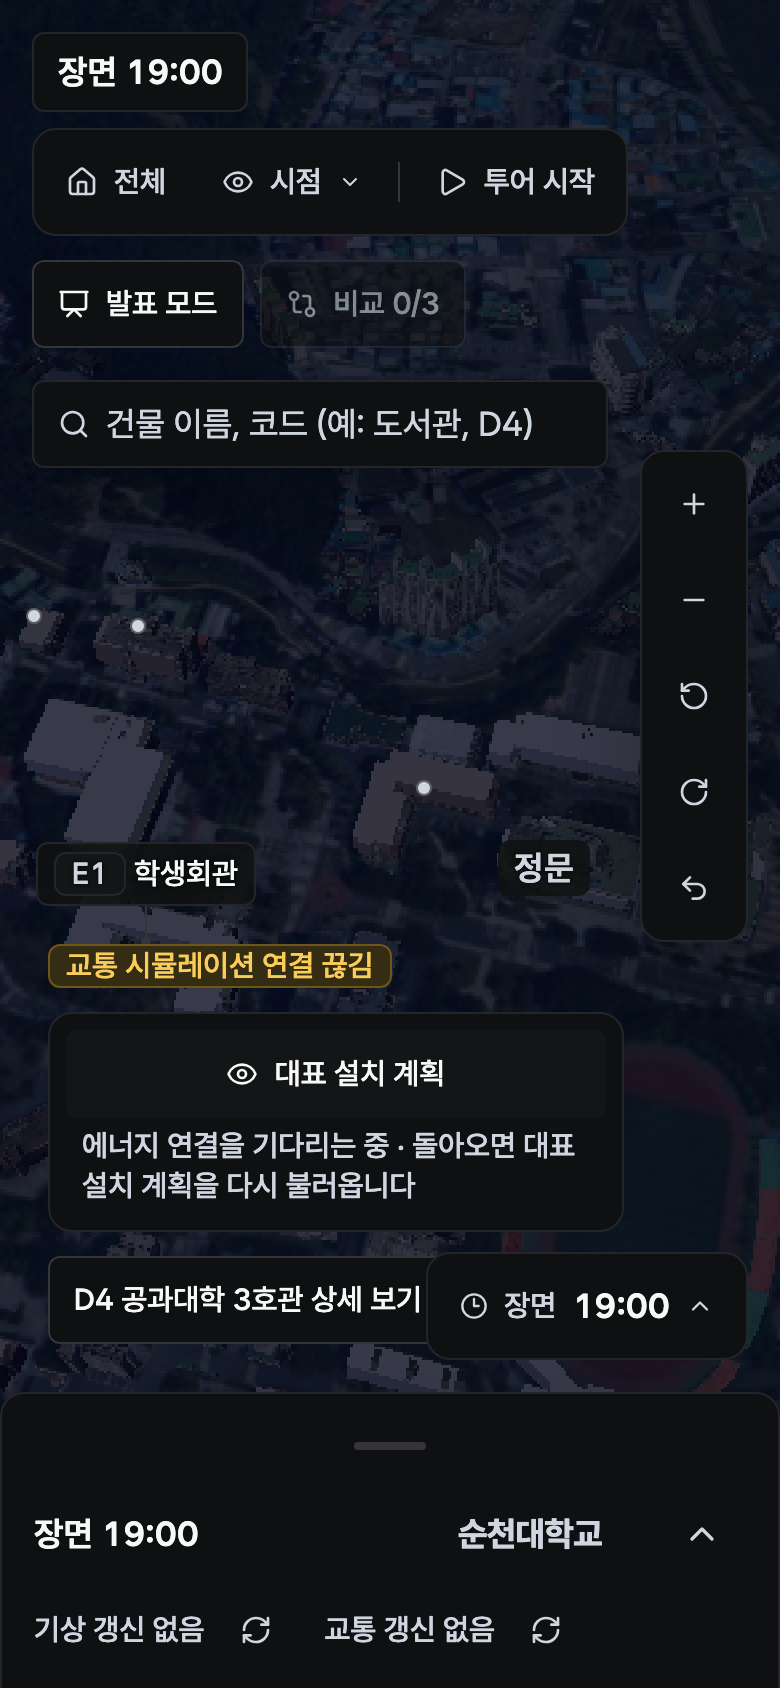 장면 19:00
전체 시점 투어 시작
발표 모드 비교 0/3
건물 이름, 코드 (예: 도서관, D4)
E1 학생회관
정문
교통 시뮬레이션 연결 끊김
대표 설치 계획
에너지 연결을 기다리는 중 · 돌아오면 대표
설치 계획을 다시 불러옵니다
D4 공과대학 3호관 상세 보기
장면 19:00
장면 19:00 순천대학교
기상 갱신 없음 교통 갱신 없음